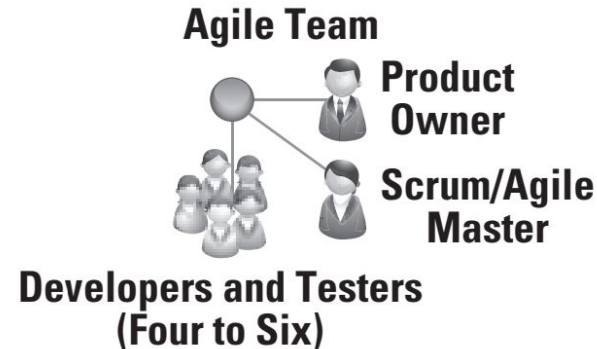 Agile Team
Product
Owner
Scrum/Agile
Master
Developers and Testers
(Four to Six)